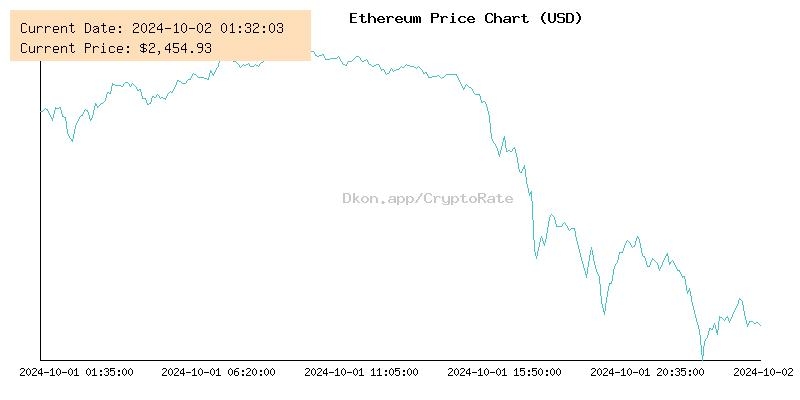 Ethereum Price Chart (USD)
Current Date: 2024-10-02 01:32:03
Current Price: $2,454.93
Dkon.app/CryptoRate
2024-10-01 01:35:00 2024-10-01 06:20:00 2024-10-01 11:05:00 2024-10-01 15:50:00 2024-10-01 20:35:00 2024-10-02